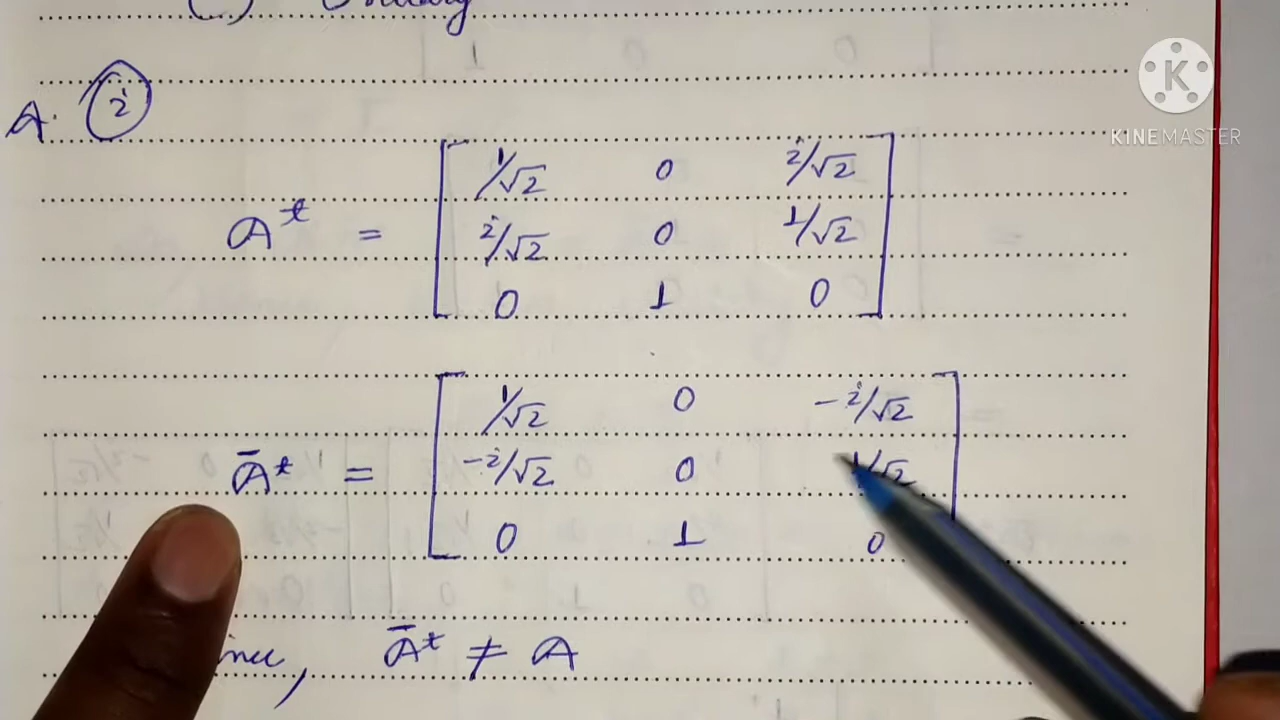 KINEMASTER
A. (i)
A^t = [ 1/√2 0 i/√2
i/√2 0 1/√2
0 1 0 ]
Ā^t = [ 1/√2 0 -i/√2
-i/√2 0 1/√2
0 1 0 ]
Ā^t ≠ A